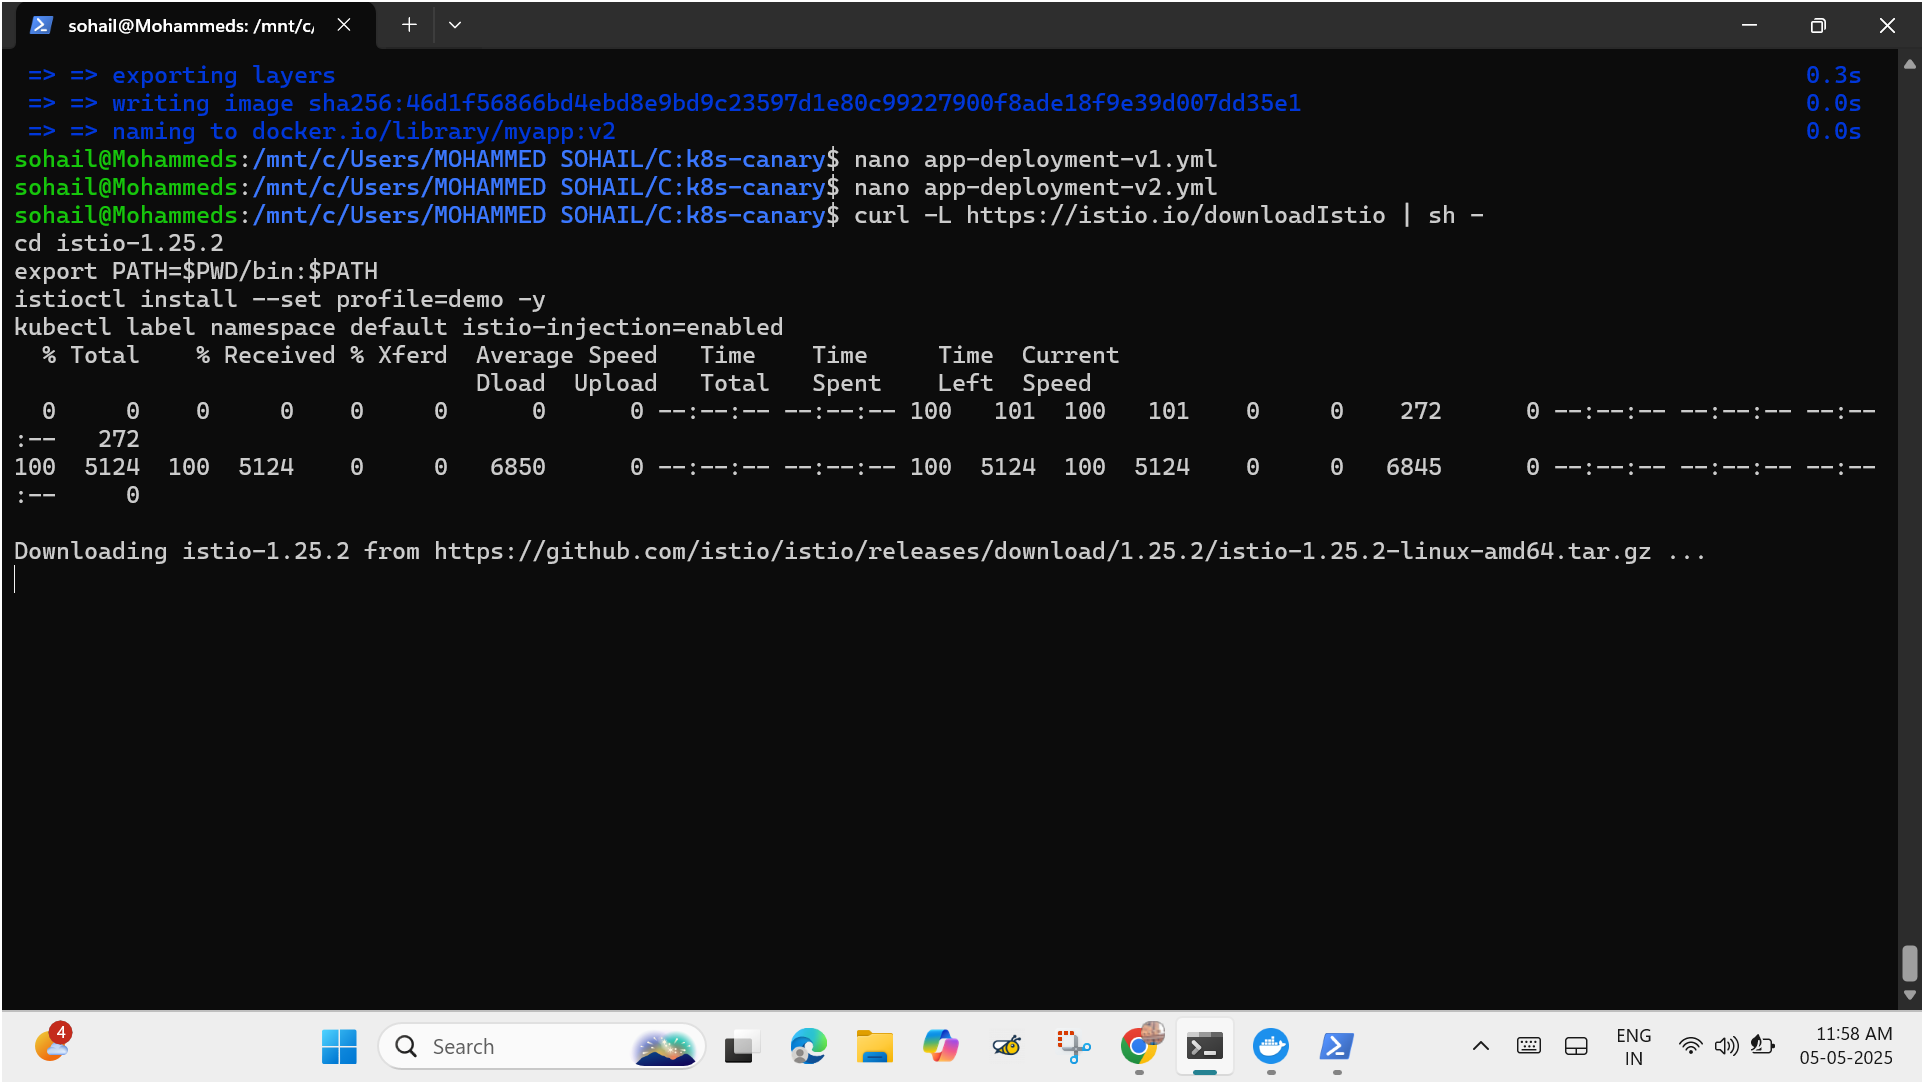 sohail@Mohammeds: /mnt/c/
=> => exporting layers 0.3s
=> => writing image sha256:46d1f56866bd4ebd8e9bd9c23597d1e80c99227900f8ade18f9e39d007dd35e1 0.0s
=> => naming to docker.io/library/myapp:v2 0.0s
sohail@Mohammeds:/mnt/c/Users/MOHAMMED SOHAIL/C:k8s-canary$ nano app-deployment-v1.yml
sohail@Mohammeds:/mnt/c/Users/MOHAMMED SOHAIL/C:k8s-canary$ nano app-deployment-v2.yml
sohail@Mohammeds:/mnt/c/Users/MOHAMMED SOHAIL/C:k8s-canary$ curl -L https://istio.io/downloadIstio | sh -
cd istio-1.25.2
export PATH=$PWD/bin:$PATH
istioctl install --set profile=demo -y
kubectl label namespace default istio-injection=enabled
% Total % Received % Xferd Average Speed Time Time Time Current
Dload Upload Total Spent Left Speed
0 0 0 0 0 0 0 0 --:--:-- --:--:-- 100 101 100 101 0 0 272 0 --:--:-- --:--:-- --:--
:-- 272
100 5124 100 5124 0 0 6850 0 --:--:-- --:--:-- 100 5124 100 5124 0 0 6845 0 --:--:-- --:--:-- --:--
:-- 0
Downloading istio-1.25.2 from https://github.com/istio/istio/releases/download/1.25.2/istio-1.25.2-linux-amd64.tar.gz ...
4
Search
ENG
IN
11:58 AM
05-05-2025